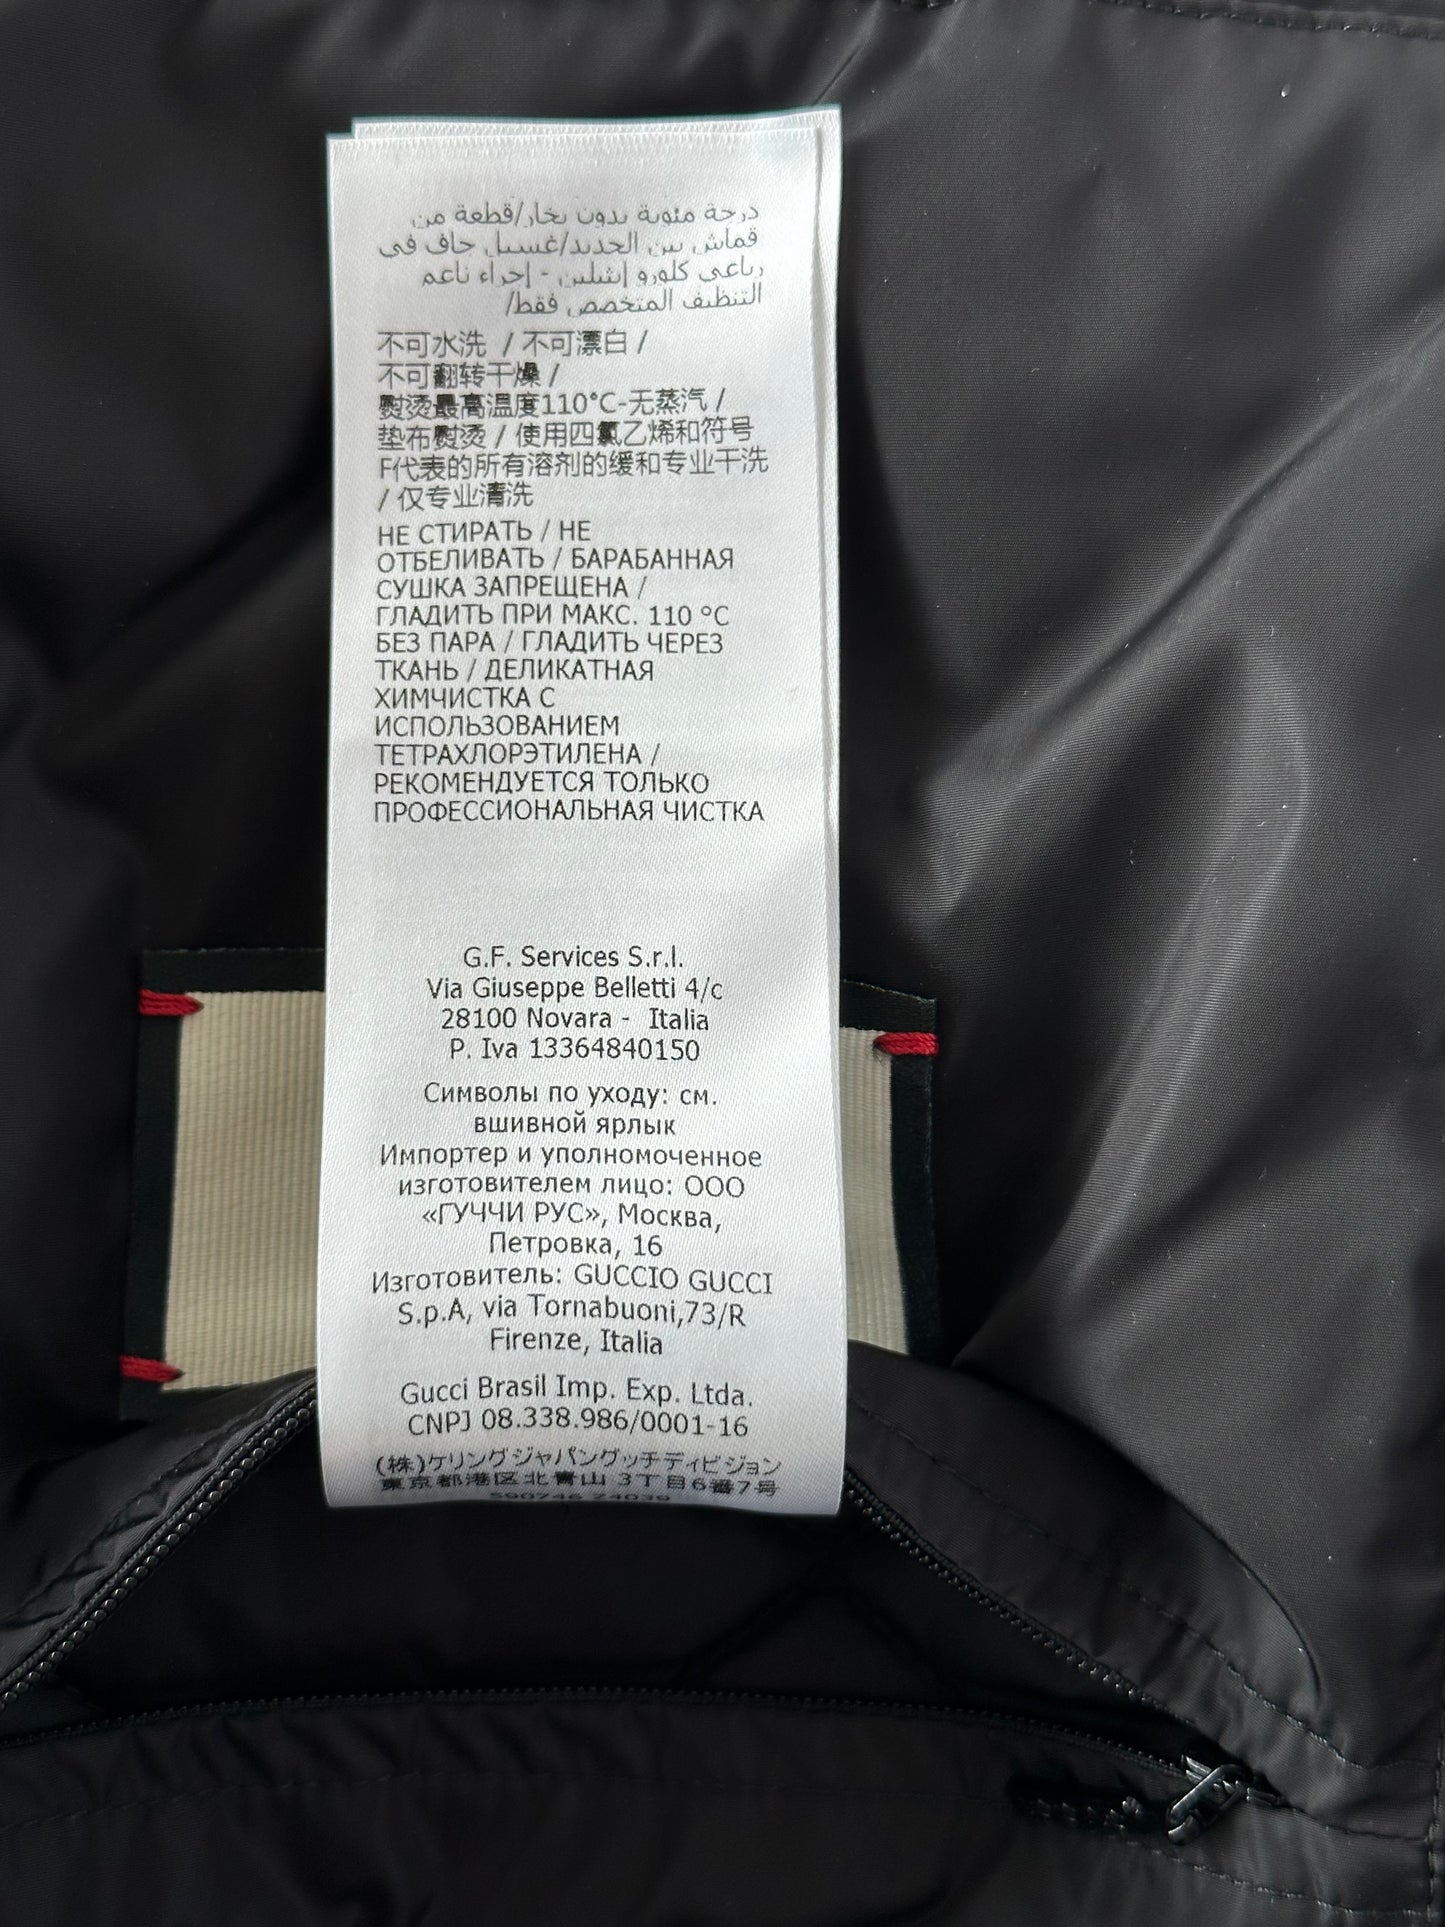 درجة مئوية بدون بخار/قطعة من
قماش بين الحديد/غسيل جاف في
رباعي كلورو إيثيلين - إجراء ناعم
التنظيف المتخصص فقط/
不可水洗 / 不可漂白 /
不可翻转干燥 /
熨烫最高温度110°C-无蒸汽 /
垫布熨烫 / 使用四氯乙烯和符号
F代表的所有溶剂的缓和专业干洗
/ 仅专业清洗
НЕ СТИРАТЬ / НЕ
ОТБЕЛИВАТЬ / БАРАБАННАЯ
СУШКА ЗАПРЕЩЕНА /
ГЛАДИТЬ ПРИ МАКС. 110 °C
БЕЗ ПАРА / ГЛАДИТЬ ЧЕРЕЗ
ТКАНЬ / ДЕЛИКАТНАЯ
ХИМЧИСТКА С
ИСПОЛЬЗОВАНИЕМ
ТЕТРАХЛОРЭТИЛЕНА /
РЕКОМЕНДУЕТСЯ ТОЛЬКО
ПРОФЕССИОНАЛЬНАЯ ЧИСТКА
G.F. Services S.r.l.
Via Giuseppe Belletti 4/c
28100 Novara - Italia
P. Iva 13364840150
Символы по уходу: см.
вшивной ярлык
Импортер и уполномоченное
изготовителем лицо: ООО
«ГУЧЧИ РУС», Москва,
Петровка, 16
Изготовитель: GUCCIO GUCCI
S.p.A, via Tornabuoni,73/R
Firenze, Italia
Gucci Brasil Imp. Exp. Ltda.
CNPJ 08.338.986/0001-16
(株)ケリングジャパングッチディビジョン
東京都港区北青山 3丁目6番7号
590746 Z4039